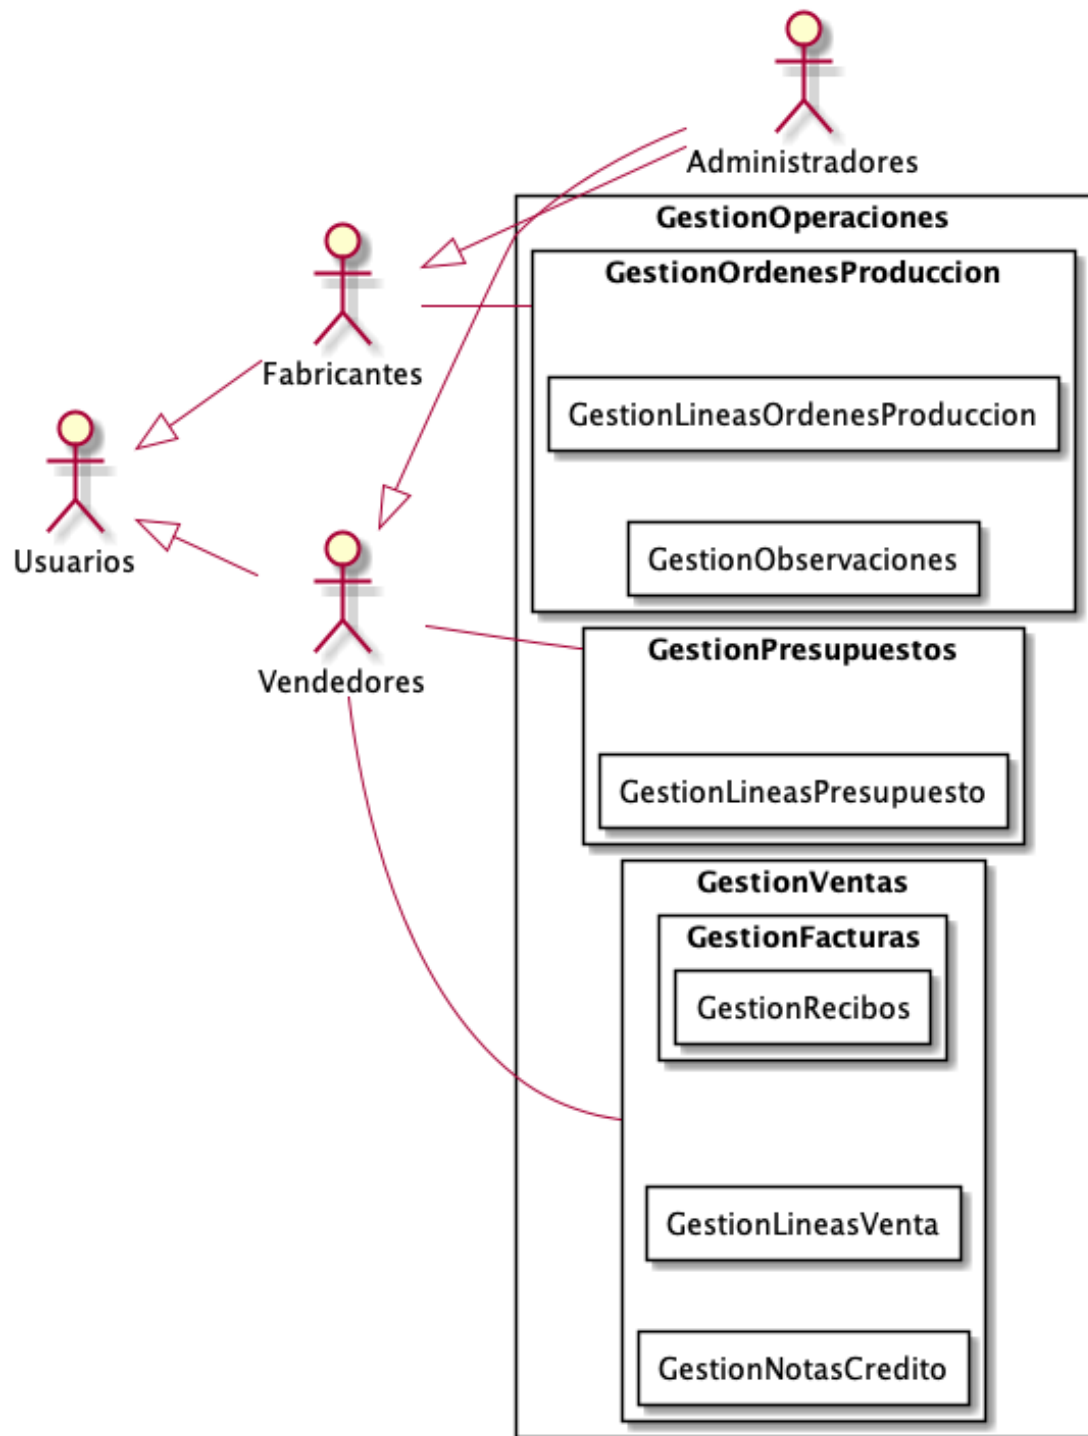 Administradores
GestionOperaciones
GestionOrdenesProduccion
Fabricantes
GestionLineasOrdenesProduccion
Usuarios
GestionObservaciones
Vendedores
GestionPresupuestos
GestionLineasPresupuesto
GestionVentas
GestionFacturas
GestionRecibos
GestionLineasVenta
GestionNotasCredito